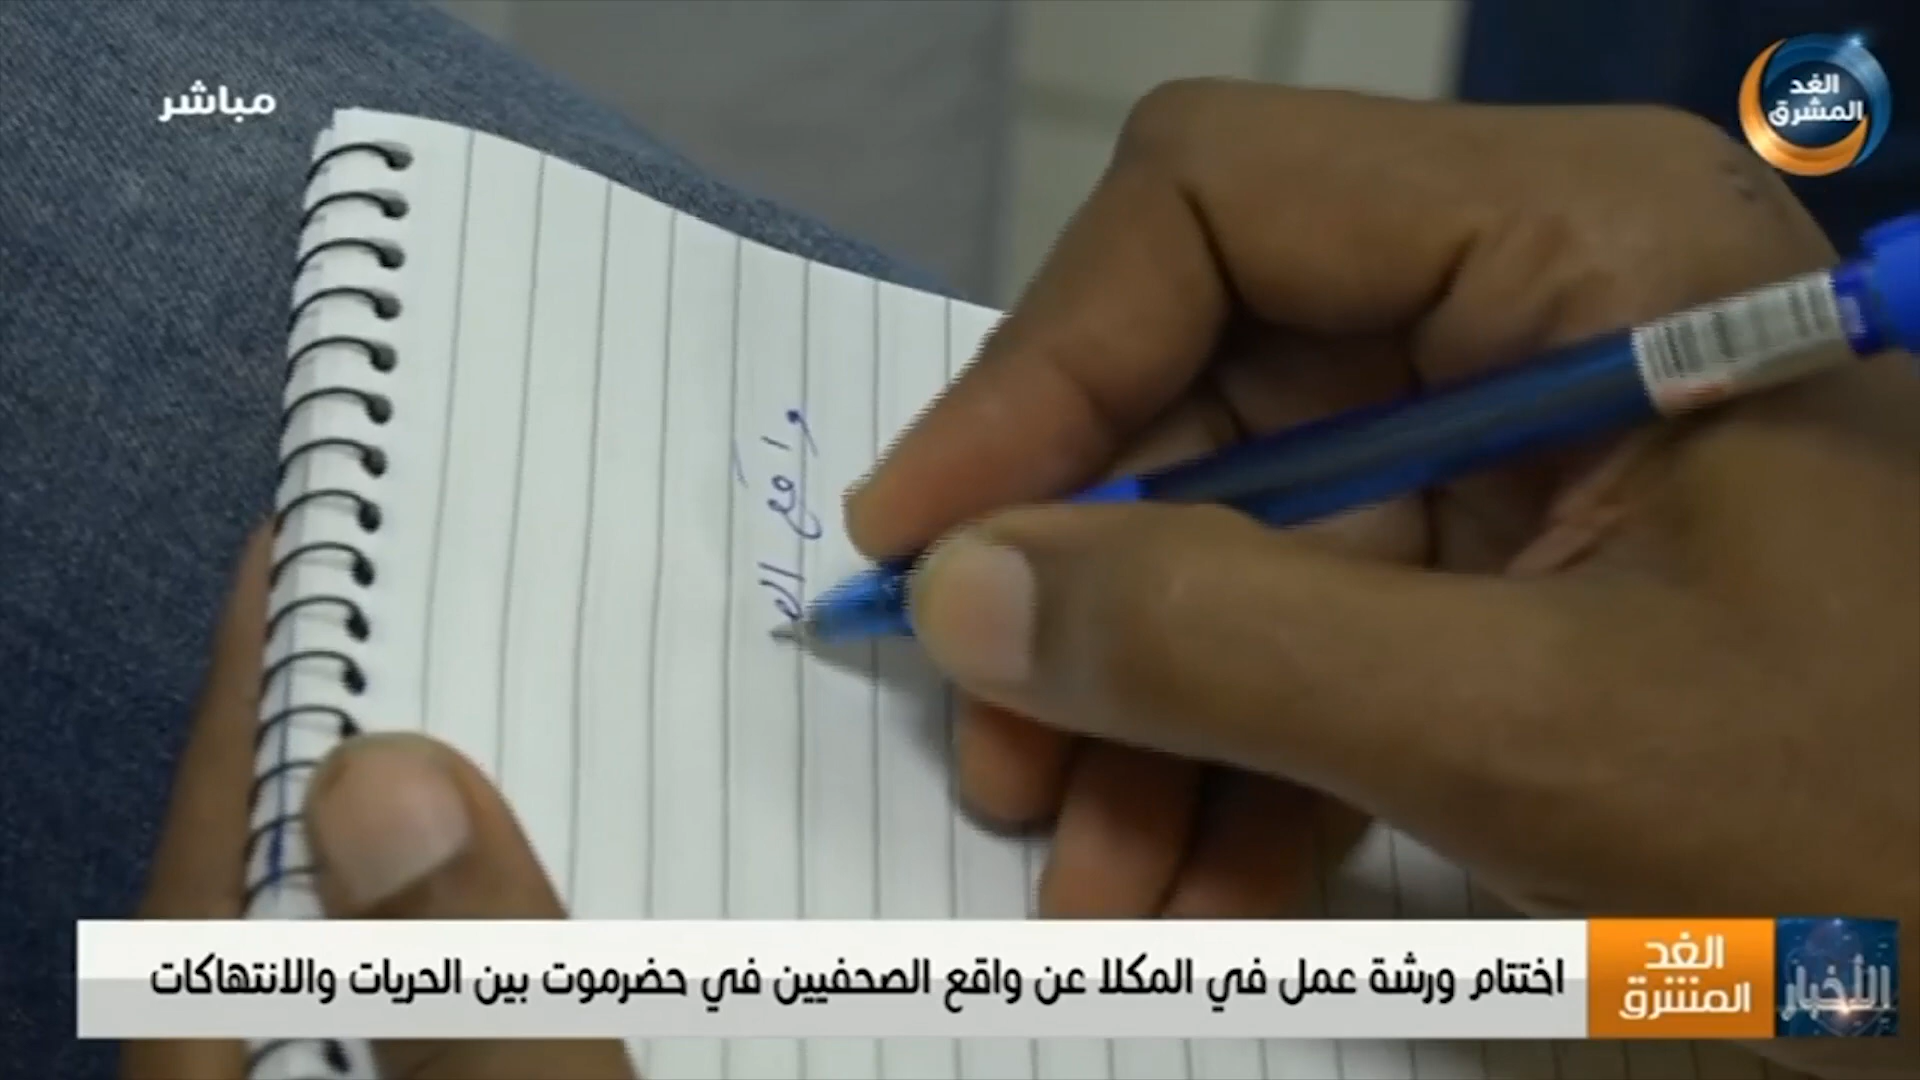 مباشر
الغد
المشرق
واقع الص
اختتام ورشة عمل في المكلا عن واقع الصحفيين في حضرموت بين الحريات والانتهاكات
الغد
المشرق
الأخبار